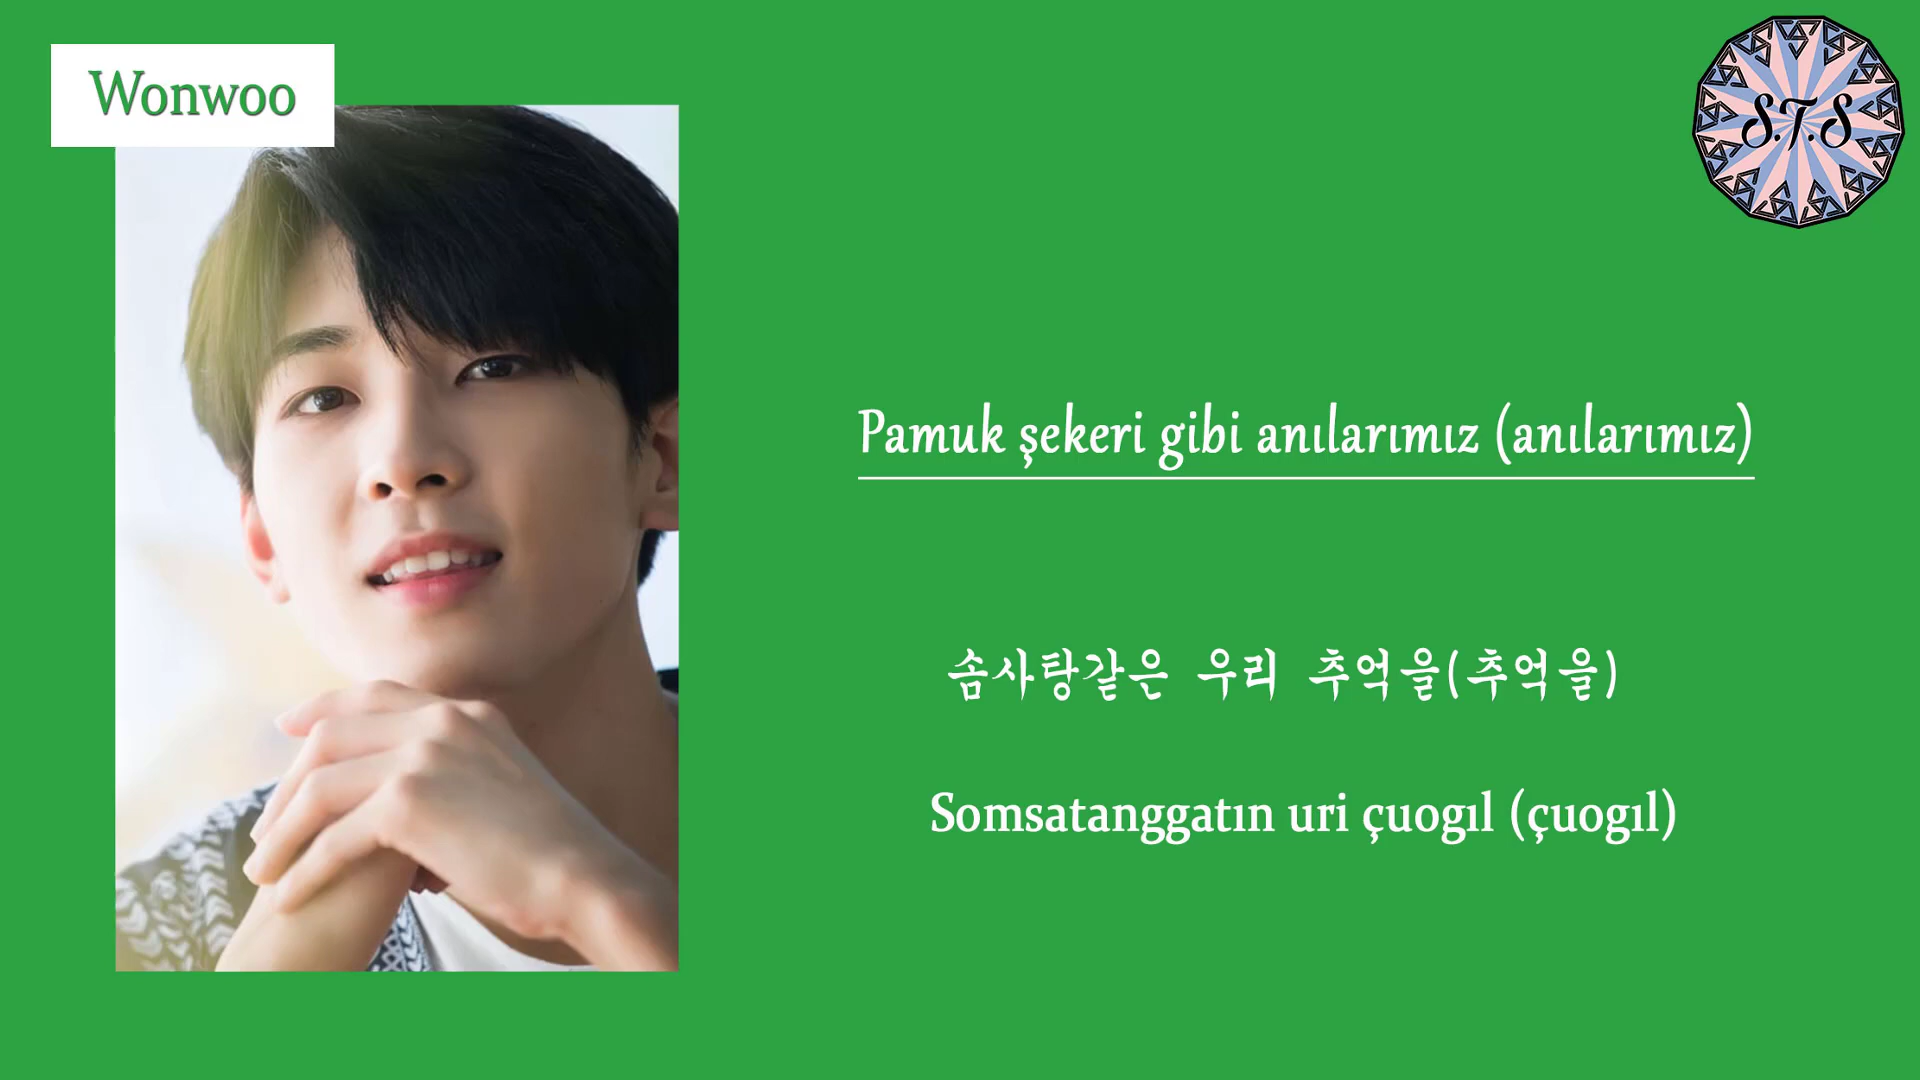 Wonwoo
S.T.S
Pamuk şekeri gibi anılarımız (anılarımız)
솜사탕같은 우리 추억을(추억을)
Somsatanggatın uri çuogıl (çuogıl)